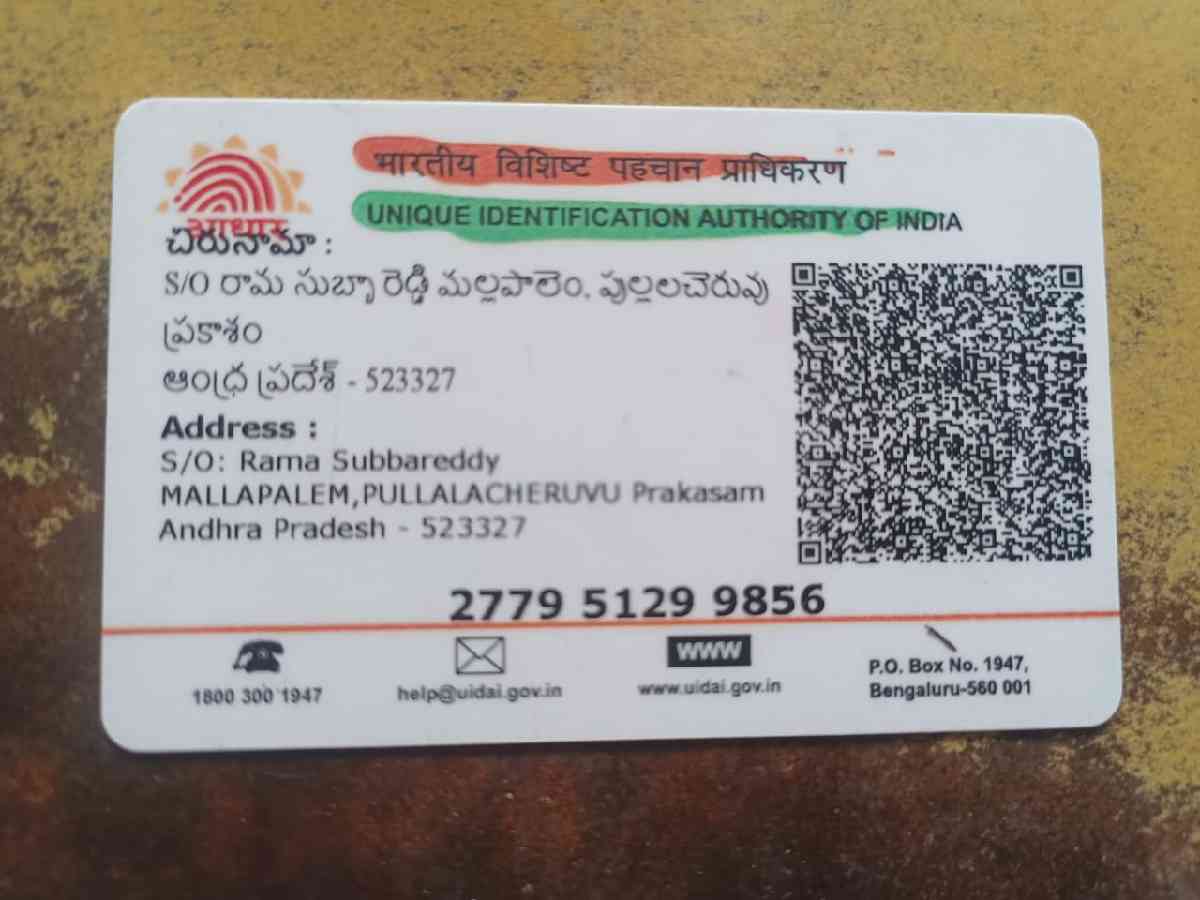 भारतीय विशिष्ट पहचान प्राधिकरण
UNIQUE IDENTIFICATION AUTHORITY OF INDIA
आधार
చిరునామా :
S/O రామ సుబ్బా రెడ్డి మల్లపాలెం, పుల్లలచెరువు
ప్రకాశం
ఆంధ్ర ప్రదేశ్ - 523327
Address :
S/O: Rama Subbareddy
MALLAPALEM,PULLALACHERUVU Prakasam
Andhra Pradesh - 523327
2779 5129 9856
1800 300 1947
help@uidai.gov.in
WWW
www.uidai.gov.in
P.O. Box No. 1947,
Bengaluru-560 001